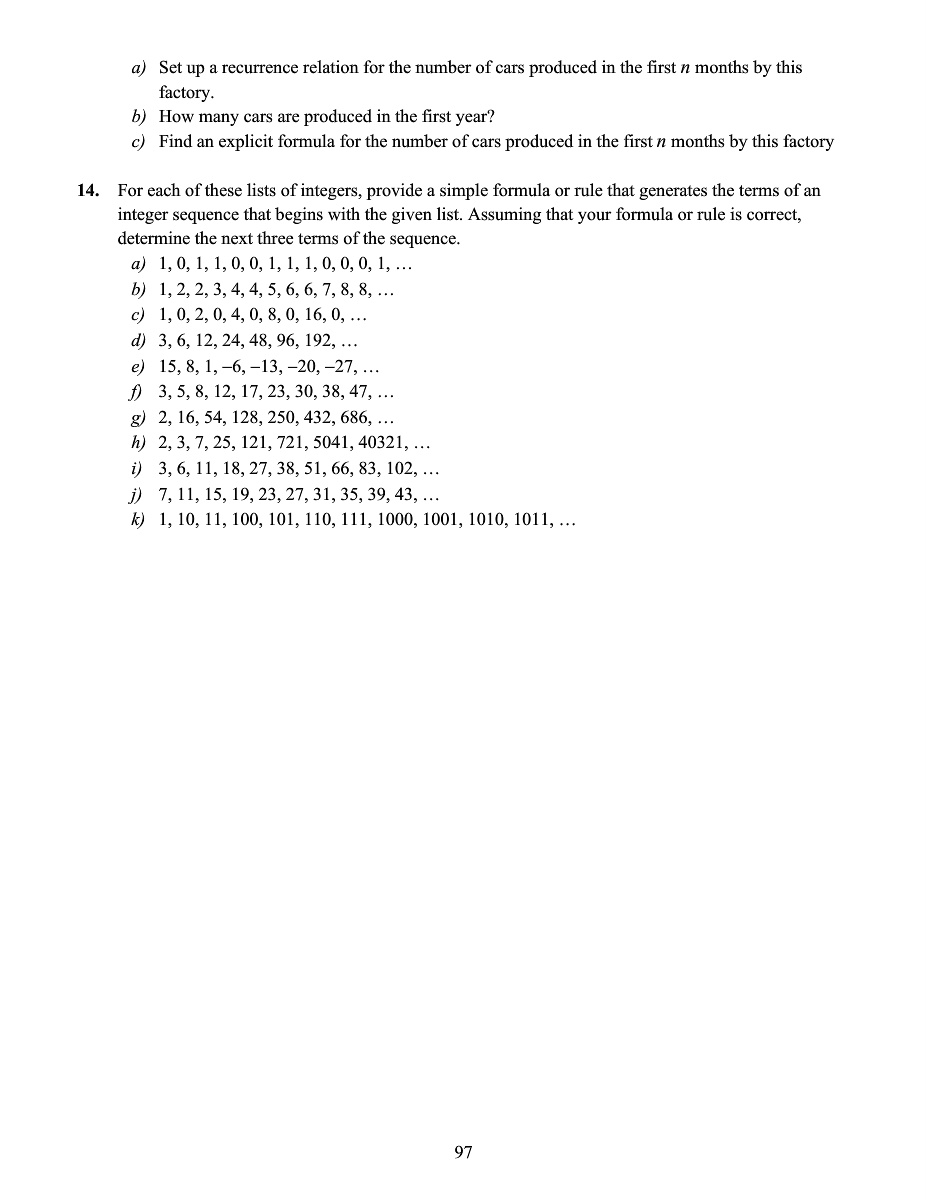 a) Set up a recurrence relation for the number of cars produced in the first n months by this
factory.
b) How many cars are produced in the first year?
c) Find an explicit formula for the number of cars produced in the first n months by this factory
14. For each of these lists of integers, provide a simple formula or rule that generates the terms of an
integer sequence that begins with the given list. Assuming that your formula or rule is correct,
determine the next three terms of the sequence.
a) 1, 0, 1, 1, 0, 0, 1, 1, 1, 0, 0, 0, 1, …
b) 1, 2, 2, 3, 4, 4, 5, 6, 6, 7, 8, 8, …
c) 1, 0, 2, 0, 4, 0, 8, 0, 16, 0, …
d) 3, 6, 12, 24, 48, 96, 192, …
e) 15, 8, 1, –6, –13, –20, –27, …
f) 3, 5, 8, 12, 17, 23, 30, 38, 47, …
g) 2, 16, 54, 128, 250, 432, 686, …
h) 2, 3, 7, 25, 121, 721, 5041, 40321, …
i) 3, 6, 11, 18, 27, 38, 51, 66, 83, 102, …
j) 7, 11, 15, 19, 23, 27, 31, 35, 39, 43, …
k) 1, 10, 11, 100, 101, 110, 111, 1000, 1001, 1010, 1011, …
97